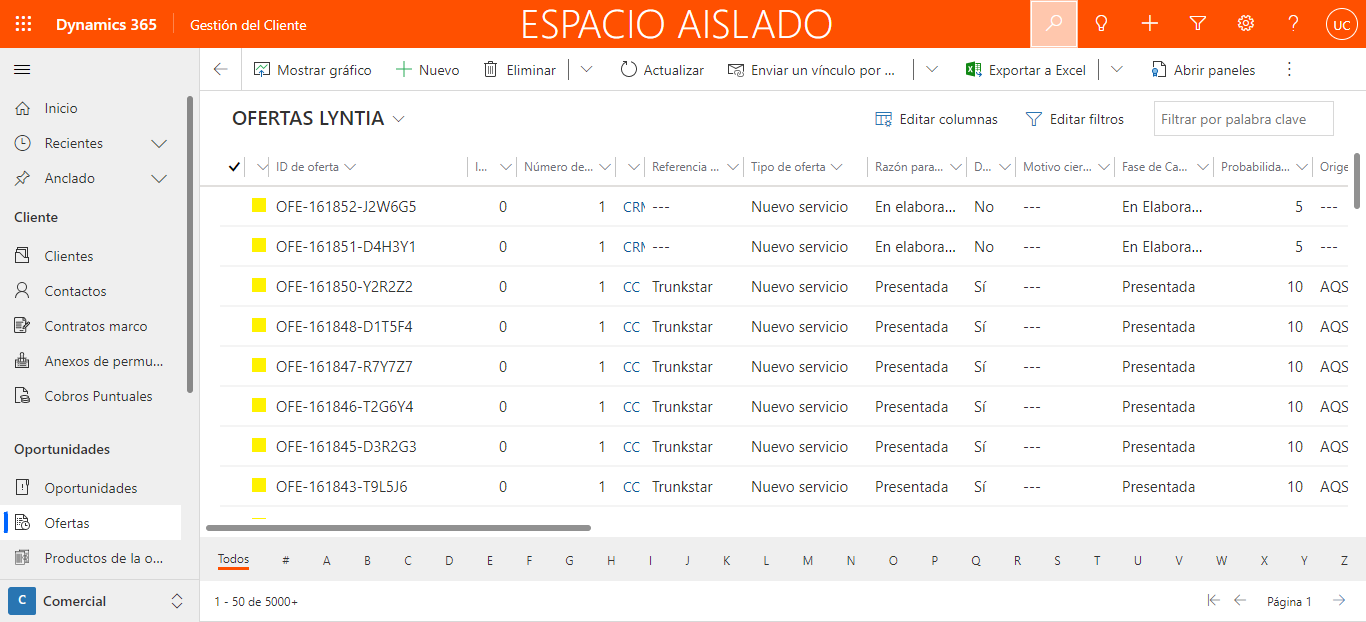 Dynamics 365 Gestión del Cliente ESPACIO AISLADO UC
Mostrar gráfico Nuevo Eliminar Actualizar Enviar un vínculo por ... Exportar a Excel Abrir paneles
Inicio
Recientes
Anclado
Cliente
Clientes
Contactos
Contratos marco
Anexos de permu...
Cobros Puntuales
Oportunidades
Oportunidades
Ofertas
Productos de la o...
C Comercial
OFERTAS LYNTIA Editar columnas Editar filtros Filtrar por palabra clave
ID de oferta I... Número de... Referencia ... Tipo de oferta Razón para... D... Motivo cier... Fase de Ca... Probabilida... Orige
OFE-161852-J2W6G5 0 1 CRM --- Nuevo servicio En elabora... No --- En Elabora... 5 ---
OFE-161851-D4H3Y1 0 1 CRM --- Nuevo servicio En elabora... No --- En Elabora... 5 ---
OFE-161850-Y2R2Z2 0 1 CC Trunkstar Nuevo servicio Presentada Sí --- Presentada 10 AQS
OFE-161848-D1T5F4 0 1 CC Trunkstar Nuevo servicio Presentada Sí --- Presentada 10 AQS
OFE-161847-R7Y7Z7 0 1 CC Trunkstar Nuevo servicio Presentada Sí --- Presentada 10 AQS
OFE-161846-T2G6Y4 0 1 CC Trunkstar Nuevo servicio Presentada Sí --- Presentada 10 AQS
OFE-161845-D3R2G3 0 1 CC Trunkstar Nuevo servicio Presentada Sí --- Presentada 10 AQS
OFE-161843-T9L5J6 0 1 CC Trunkstar Nuevo servicio Presentada Sí --- Presentada 10 AQS
Todos # A B C D E F G H I J K L M N O P Q R S T U V W X Y Z
1 - 50 de 5000+ Página 1